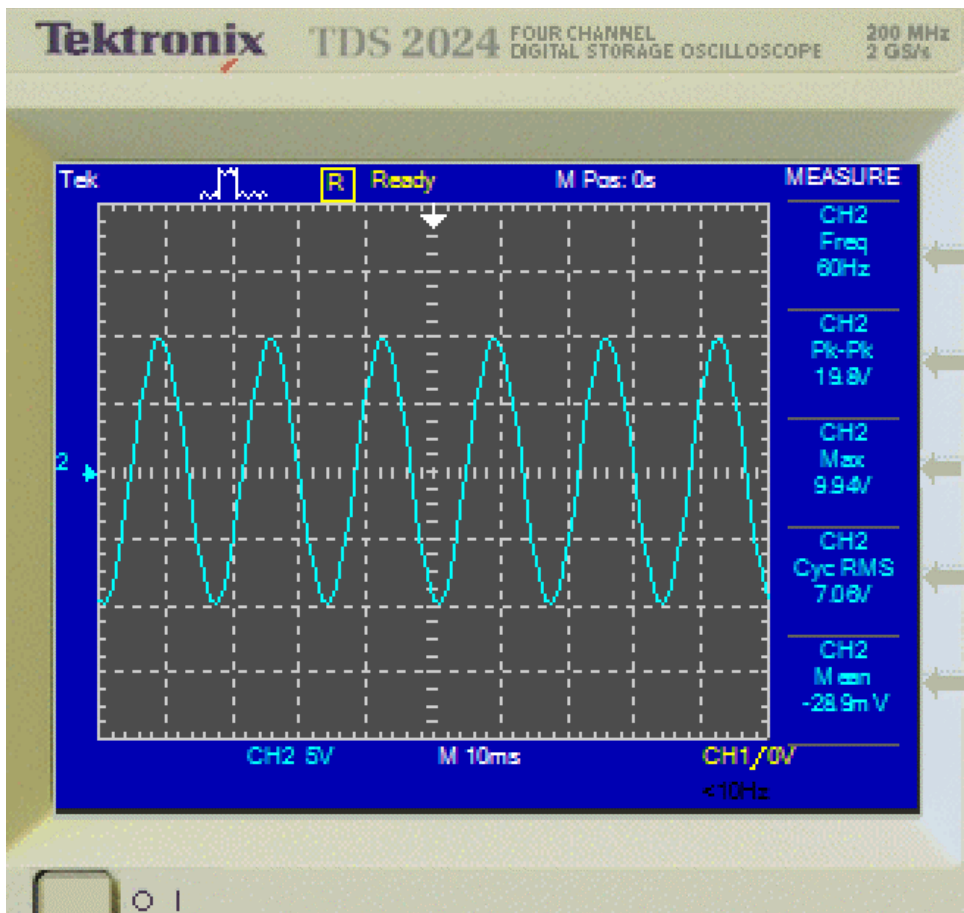 Tektronix TDS 2024 FOUR CHANNEL 200 MHz
DIGITAL STORAGE OSCILLOSCOPE 2 GS/s
Tek R Ready M Pos: 0s MEASURE
CH2
Freq
60Hz
CH2
Pk-Pk
19.8V
CH2
Max
9.94V
2
CH2
Cyc RMS
7.06V
CH2
Mean
-28.9mV
CH2 5V M 10ms CH1/0V
<10Hz
O I